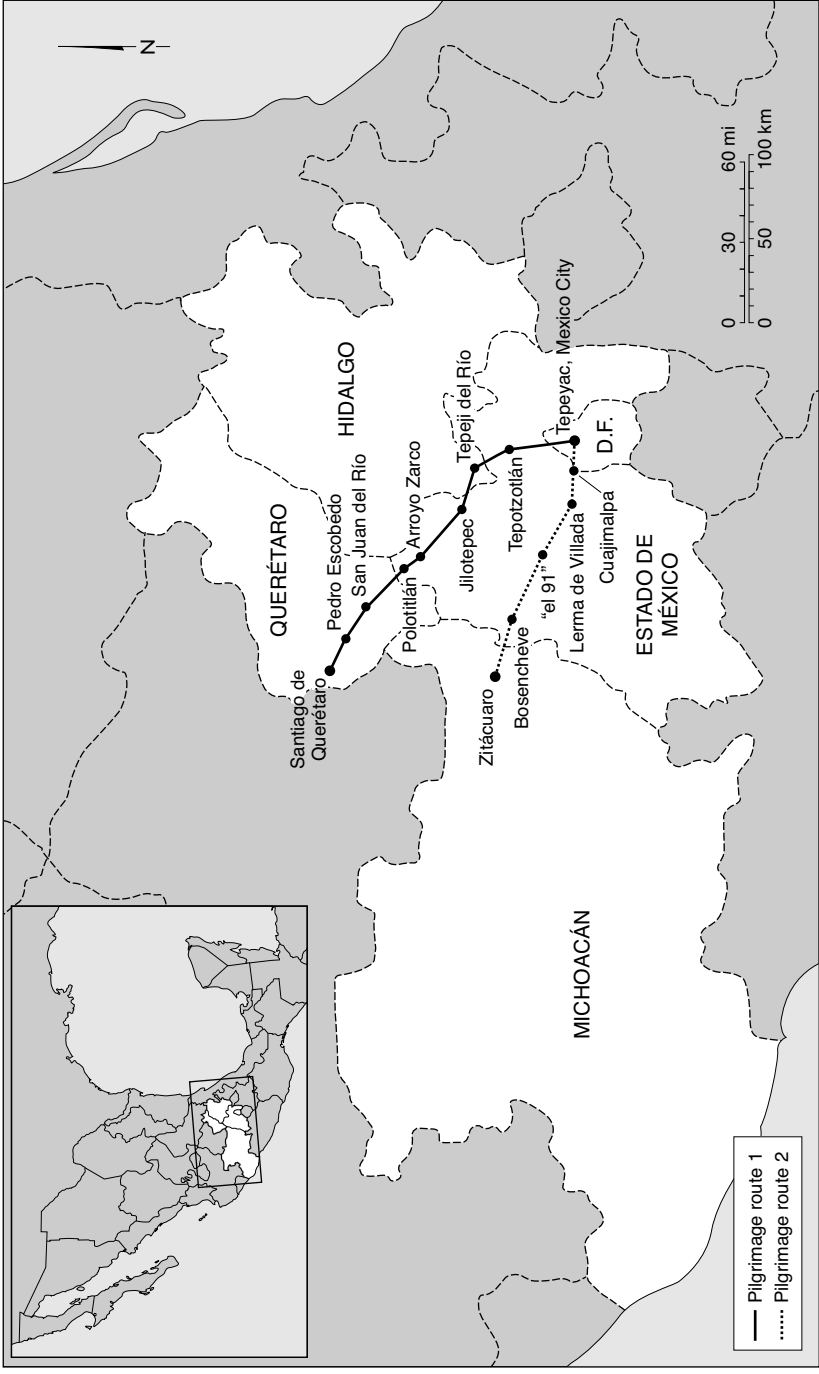 N
QUERÉTARO
HIDALGO
Santiago de
Querétaro
Pedro Escobédo
San Juan del Río
Polotitlán
Arroyo Zarco
Jilotepec
Tepeji del Río
Tepotzotlán
Tepeyac, Mexico City
D.F.
Zitácuaro
Bosencheve
“el 91”
Lerma de Villada
Cuajimalpa
ESTADO DE
MÉXICO
MICHOACÁN
Pilgrimage route 1
Pilgrimage route 2
0 30 60 mi
0 50 100 km